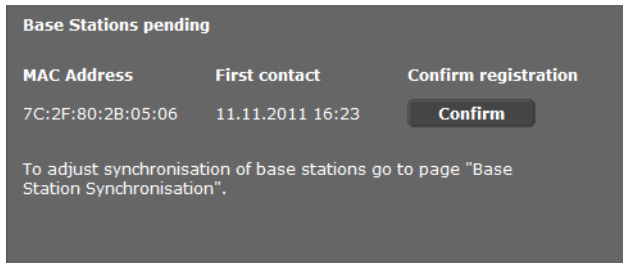 Base Stations pending
MAC Address First contact Confirm registration
7C:2F:80:2B:05:06 11.11.2011 16:23 Confirm
To adjust synchronisation of base stations go to page "Base
Station Synchronisation".